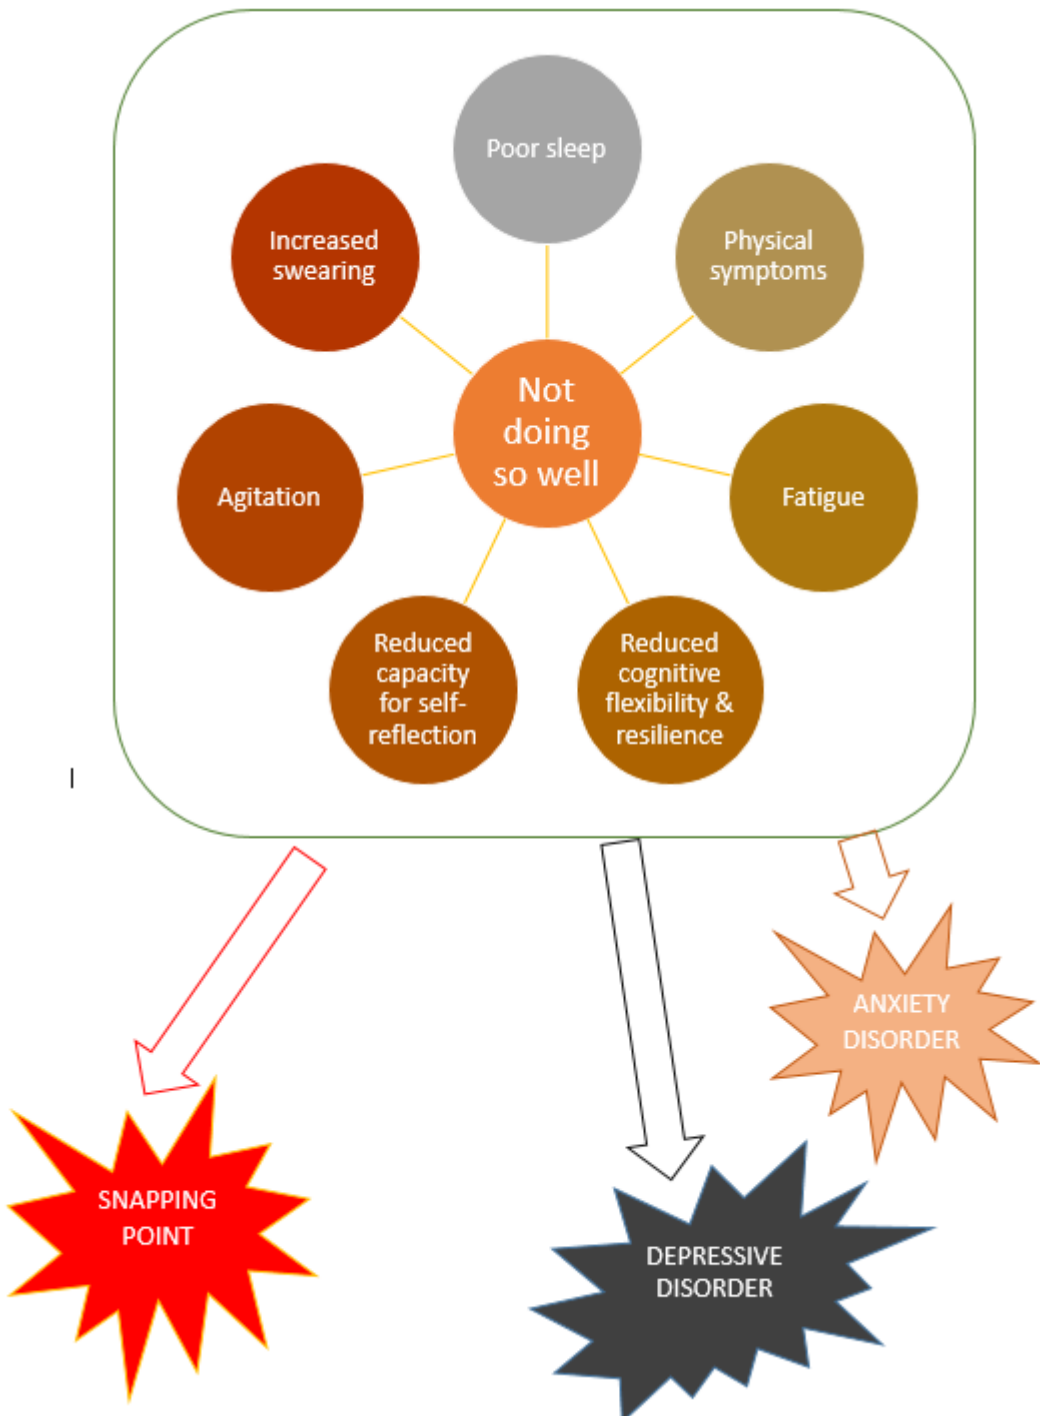 Poor sleep
Increased
swearing
Physical
symptoms
Not
doing
so well
Agitation
Fatigue
Reduced
capacity
for self-
reflection
Reduced
cognitive
flexibility &
resilience
ANXIETY
DISORDER
SNAPPING
POINT
DEPRESSIVE
DISORDER